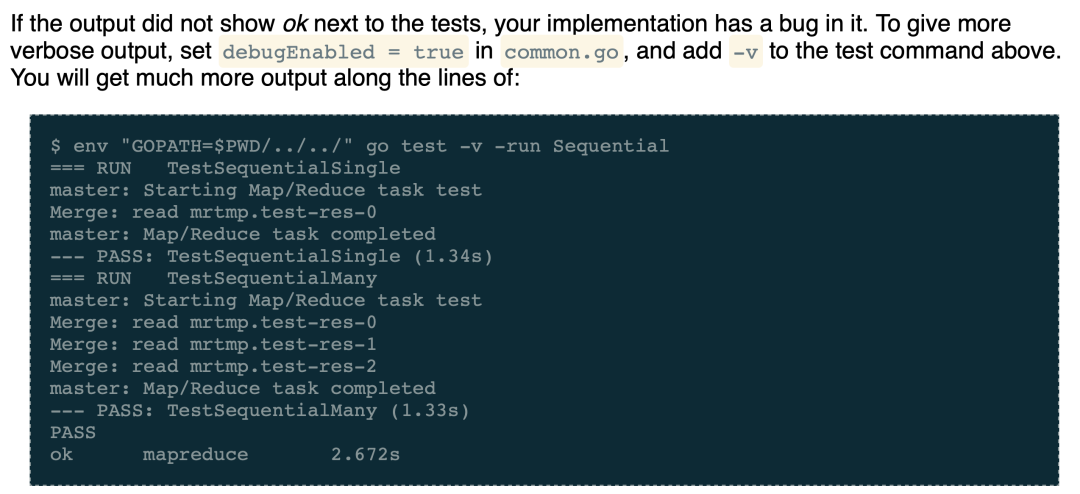 If the output did not show ok next to the tests, your implementation has a bug in it. To give more
verbose output, set debugEnabled = true in common.go, and add -v to the test command above.
You will get much more output along the lines of:
$ env "GOPATH=$PWD/../../" go test -v -run Sequential
=== RUN   TestSequentialSingle
master: Starting Map/Reduce task test
Merge: read mrtmp.test-res-0
master: Map/Reduce task completed
--- PASS: TestSequentialSingle (1.34s)
=== RUN   TestSequentialMany
master: Starting Map/Reduce task test
Merge: read mrtmp.test-res-0
Merge: read mrtmp.test-res-1
Merge: read mrtmp.test-res-2
master: Map/Reduce task completed
--- PASS: TestSequentialMany (1.33s)
PASS
ok      mapreduce       2.672s